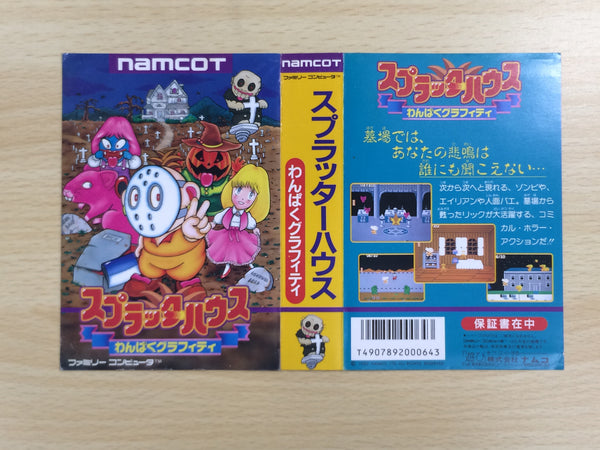 namcot
スプラッターハウス
わんぱくグラフィティ
ファミリー コンピュータ™
namcot
ファミリー コンピュータ™
スプラッターハウス
わんぱくグラフィティ
スプラッターハウス
わんぱくグラフィティ
墓場では、
あなたの悲鳴は
誰にも聞こえない…
次から次へと現れる、ゾンビや、
エイリアンや人面バエ。墓場から
甦ったリックが大活躍する、コミ
カル・ホラー・
アクションだ!!
T4907892000643
保証書在中
株式会社ナムコ